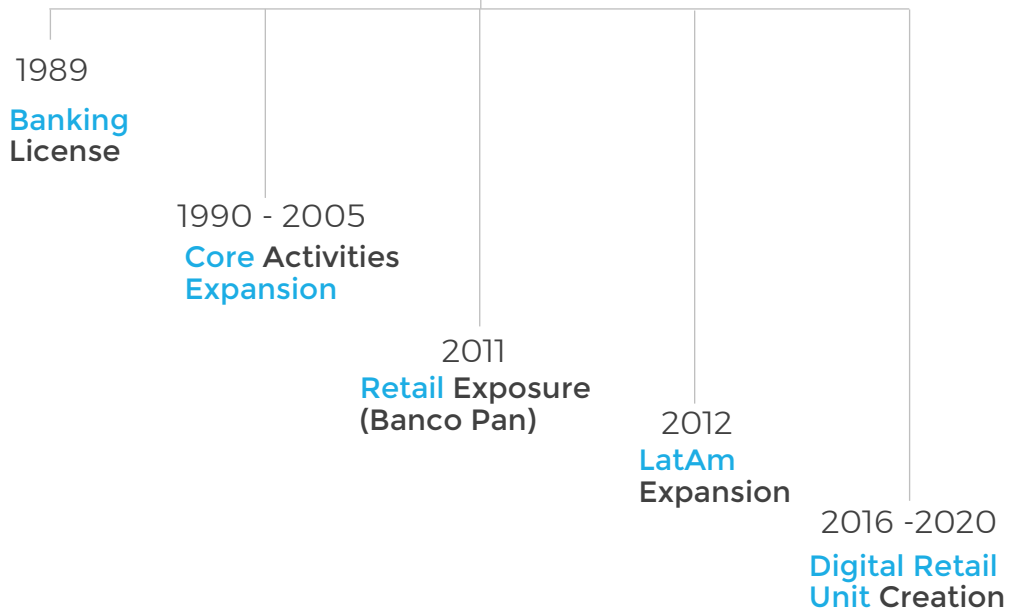 1989
Banking
License
1990 - 2005
Core Activities
Expansion
2011
Retail Exposure
(Banco Pan)
2012
LatAm
Expansion
2016 -2020
Digital Retail
Unit Creation